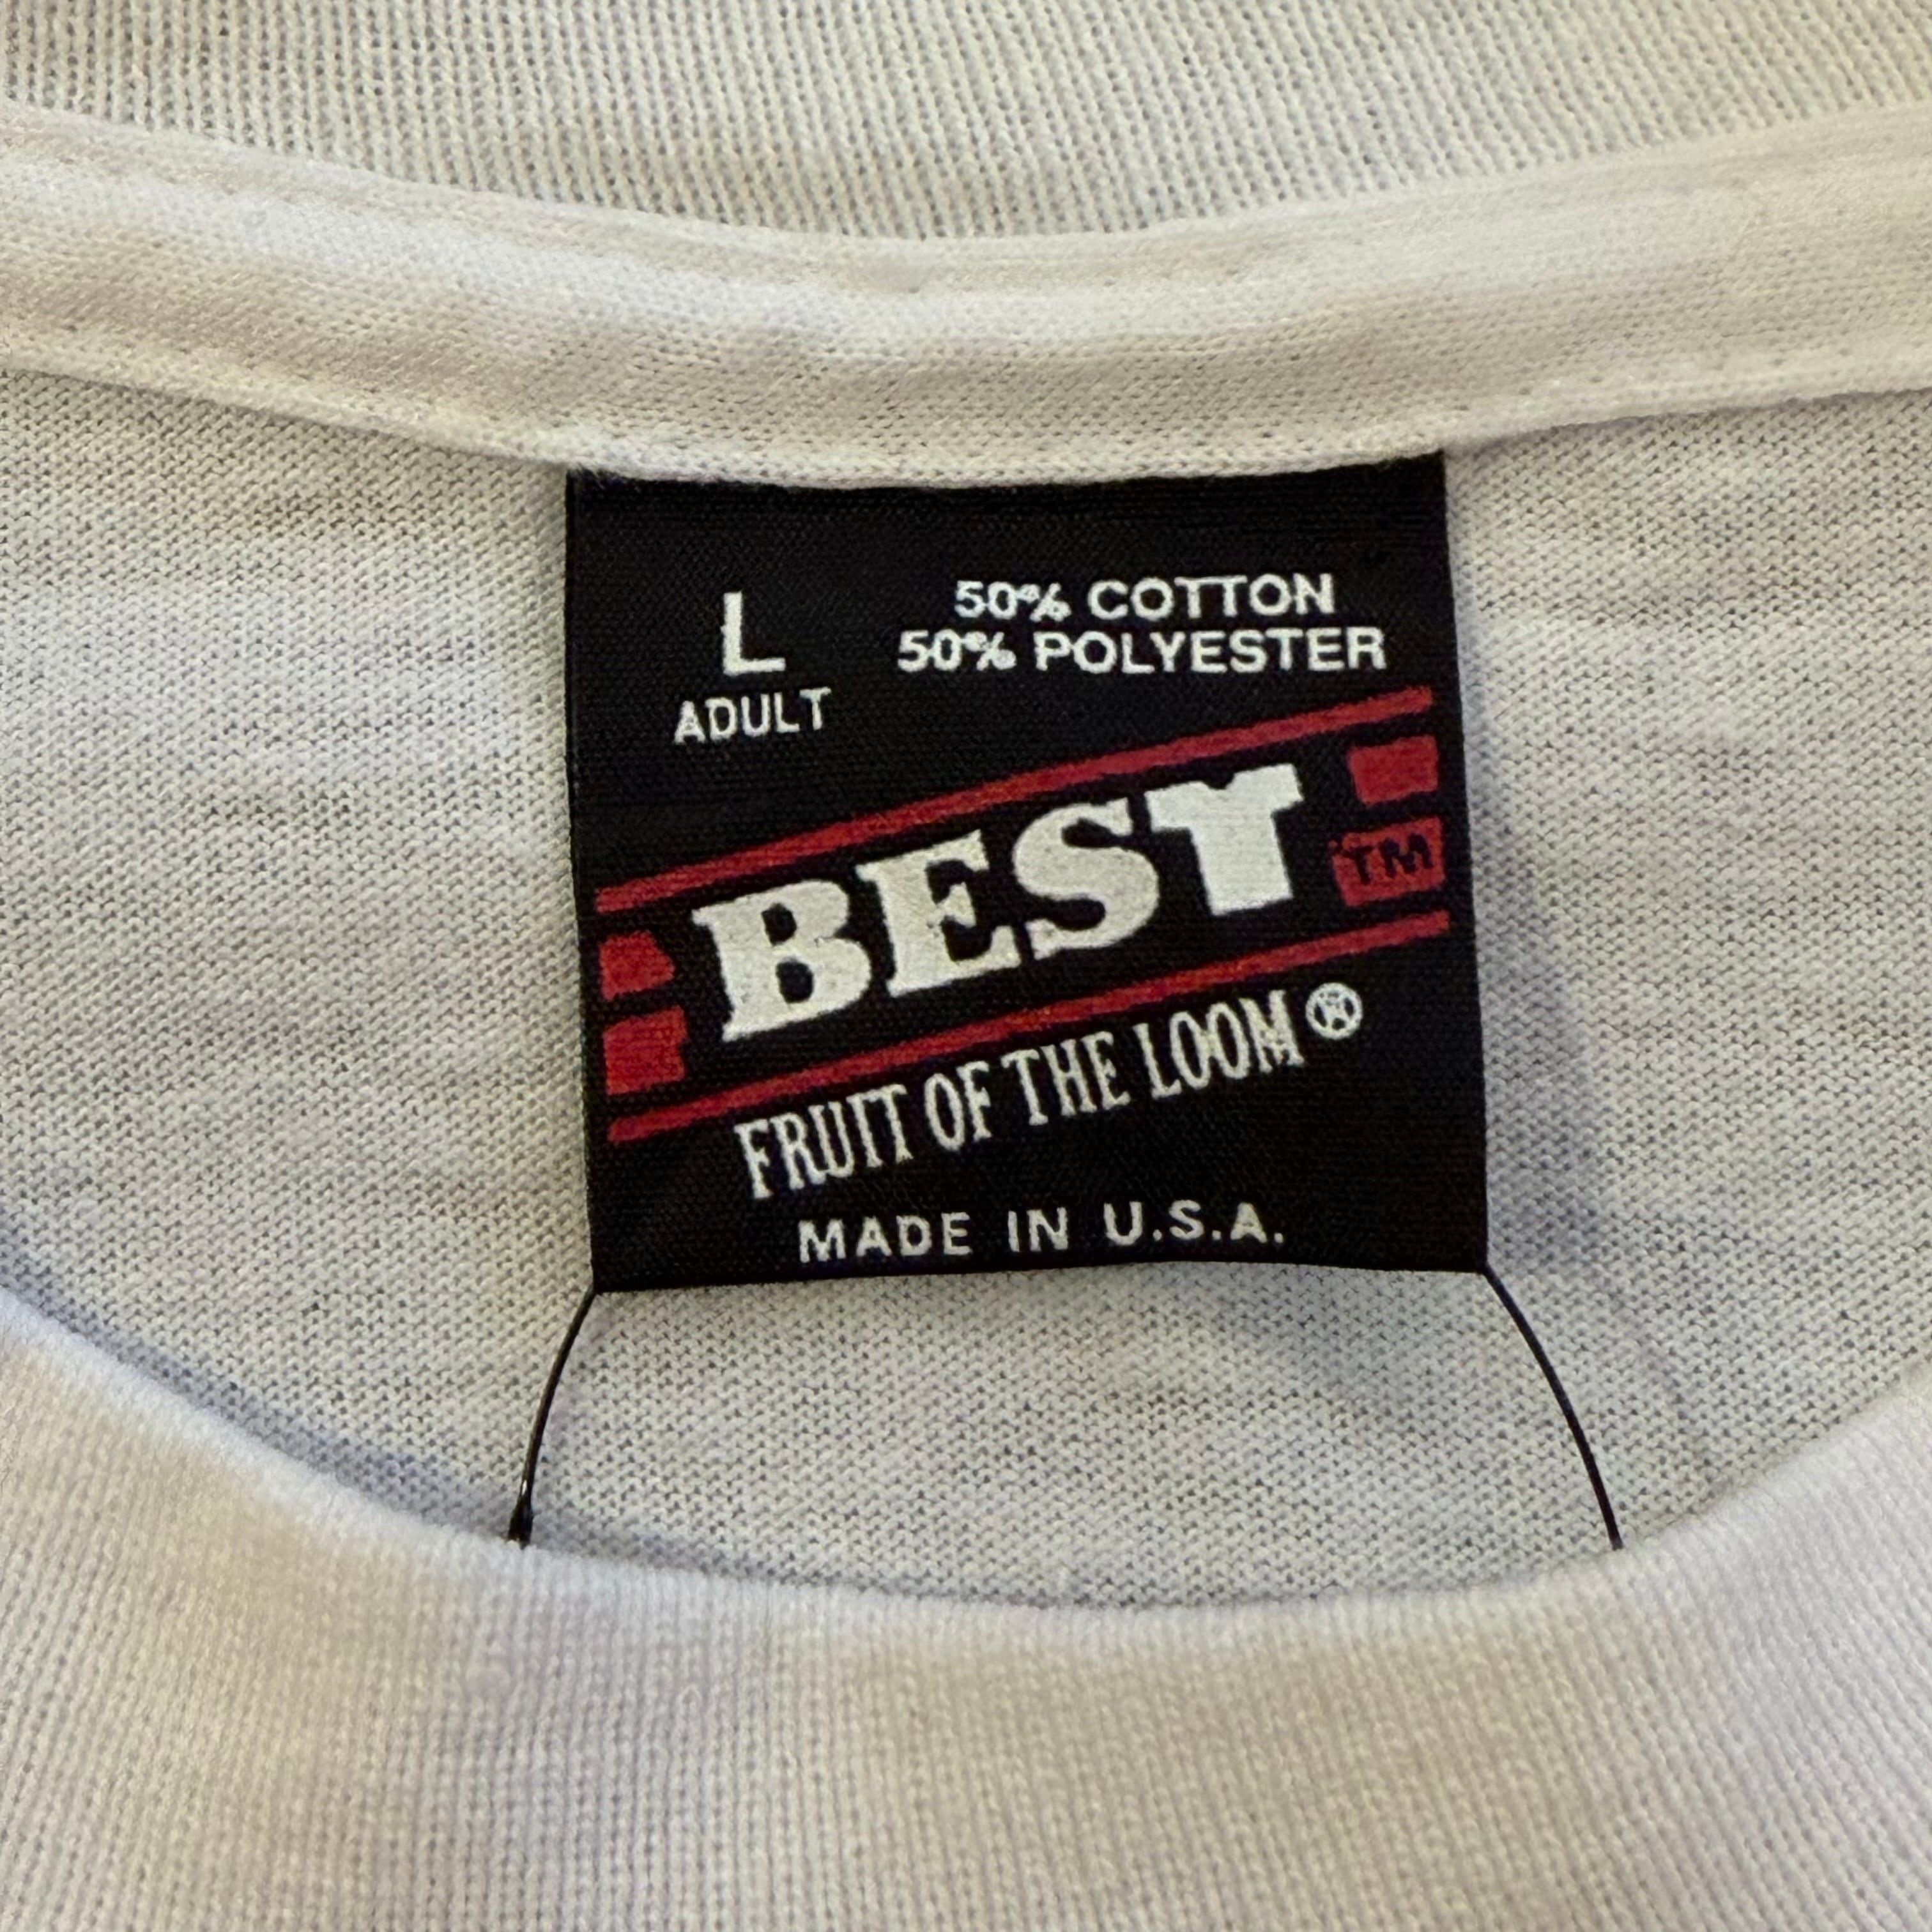 L
ADULT
50% COTTON
50% POLYESTER
BEST
TM
FRUIT OF THE LOOM®
MADE IN U.S.A.